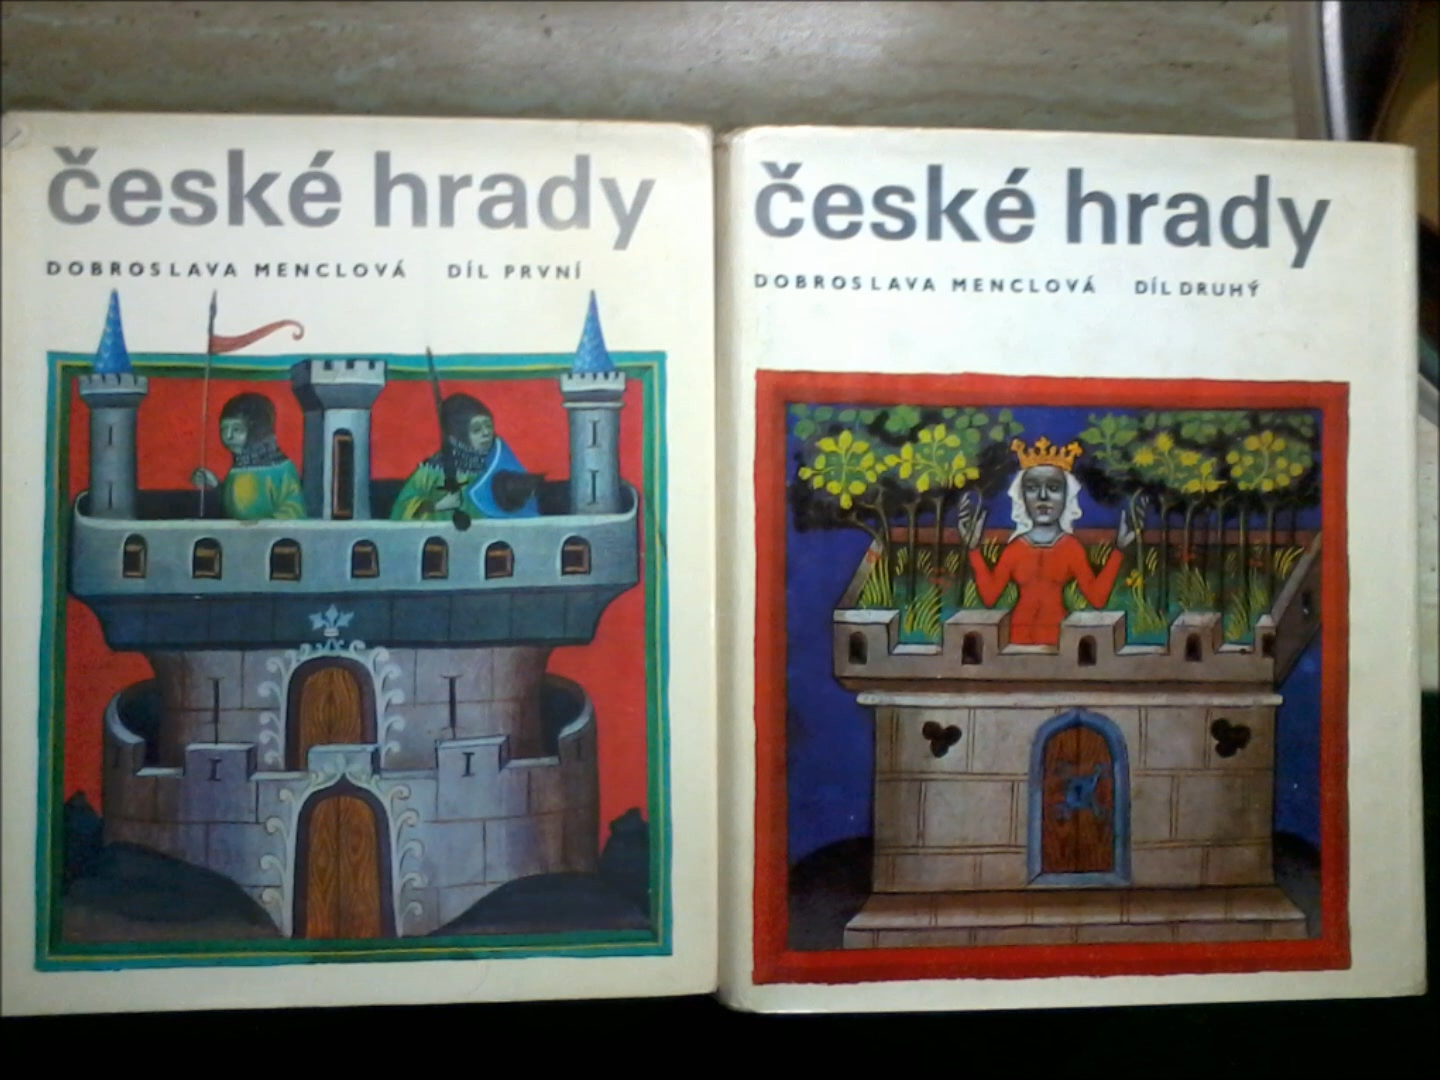 české hrady
DOBROSLAVA MENCLOVÁ DÍL PRVNÍ
české hrady
DOBROSLAVA MENCLOVÁ DÍL DRUHÝ